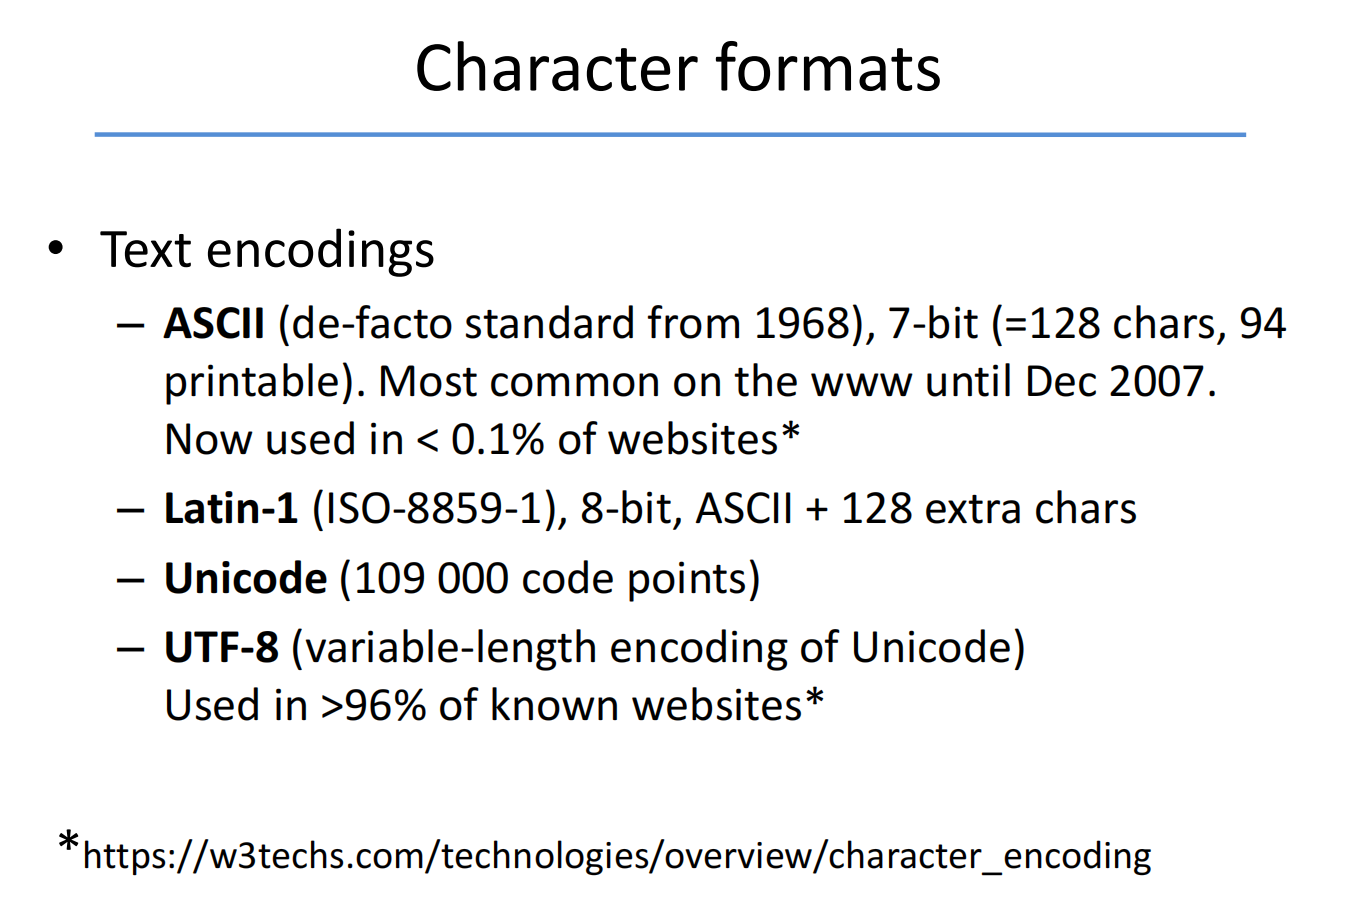 Character formats
• Text encodings
– ASCII (de-facto standard from 1968), 7-bit (=128 chars, 94
printable). Most common on the www until Dec 2007.
Now used in < 0.1% of websites*
– Latin-1 (ISO-8859-1), 8-bit, ASCII + 128 extra chars
– Unicode (109 000 code points)
– UTF-8 (variable-length encoding of Unicode)
Used in >96% of known websites*
*https://w3techs.com/technologies/overview/character_encoding